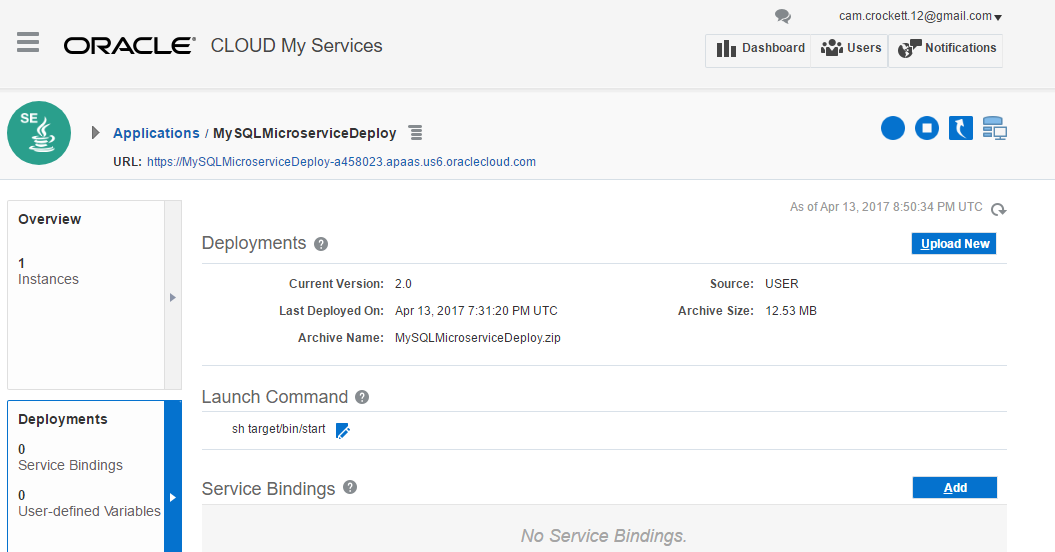 cam.crockett.12@gmail.com
ORACLE® CLOUD My Services
Dashboard Users Notifications
SE
Applications / MySQLMicroserviceDeploy
URL: https://MySQLMicroserviceDeploy-a458023.apaas.us6.oraclecloud.com
As of Apr 13, 2017 8:50:34 PM UTC
Overview
1
Instances
Deployments
0
Service Bindings
0
User-defined Variables
Deployments ?
Upload New
Current Version: 2.0
Source: USER
Last Deployed On: Apr 13, 2017 7:31:20 PM UTC
Archive Size: 12.53 MB
Archive Name: MySQLMicroserviceDeploy.zip
Launch Command ?
sh target/bin/start
Service Bindings ?
Add
No Service Bindings.